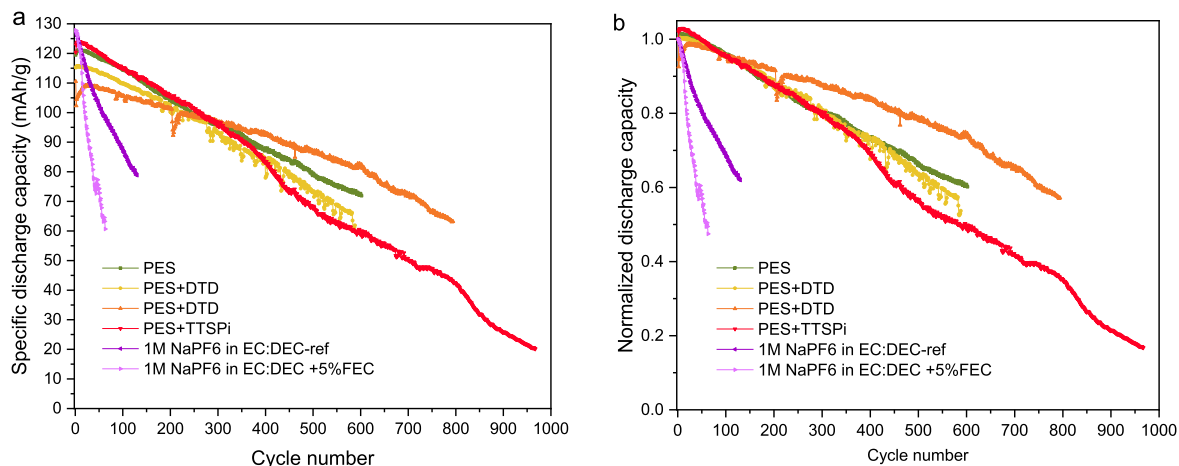 a
Specific discharge capacity (mAh/g)
130
120
110
100
90
80
70
60
50
40
30
20
10
0
PES
PES+DTD
PES+DTD
PES+TTSPi
1M NaPF6 in EC:DEC-ref
1M NaPF6 in EC:DEC +5%FEC
0 100 200 300 400 500 600 700 800 900 1000
Cycle number
b
Normalized discharge capacity
1.0
0.8
0.6
0.4
0.2
0.0
PES
PES+DTD
PES+DTD
PES+TTSPi
1M NaPF6 in EC:DEC-ref
1M NaPF6 in EC:DEC +5%FEC
0 100 200 300 400 500 600 700 800 900 1000
Cycle number